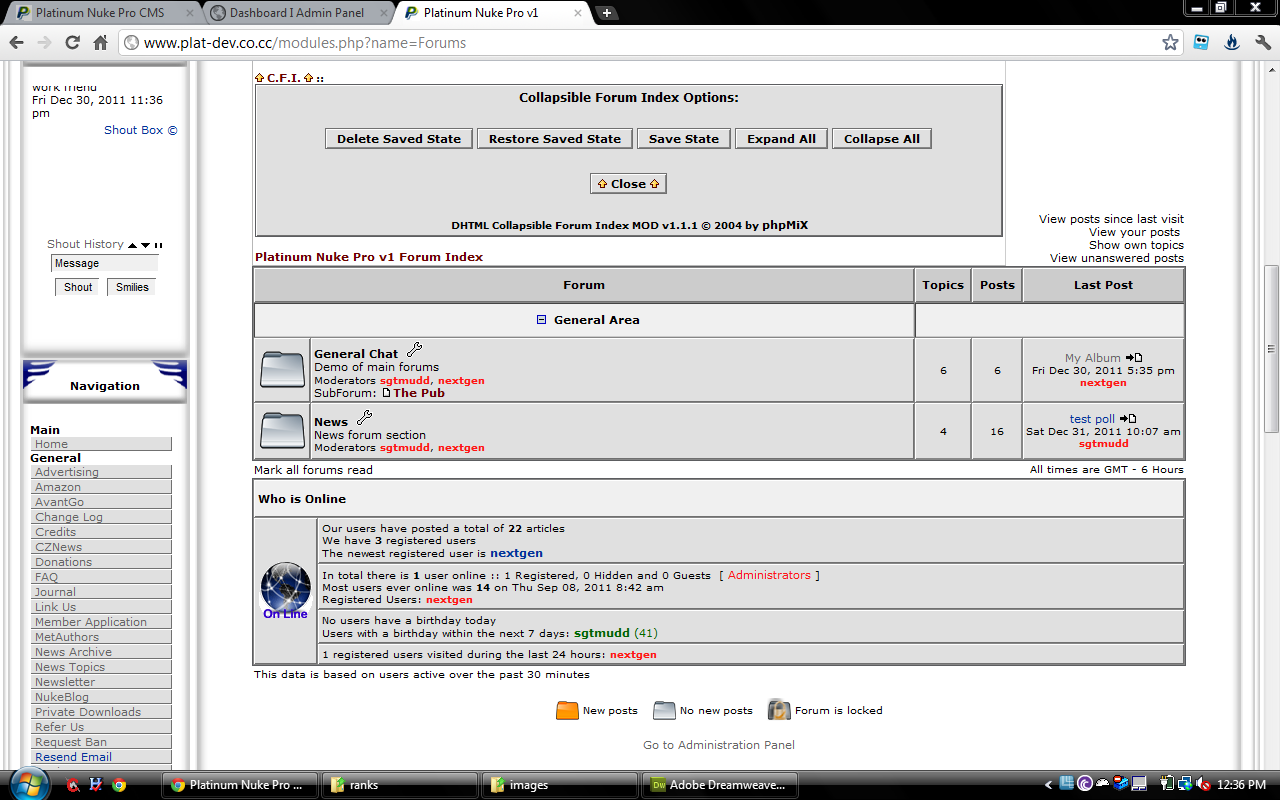 Platinum Nuke Pro CMS
Dashboard I Admin Panel
Platinum Nuke Pro v1
www.plat-dev.co.cc/modules.php?name=Forums
work friend
Fri Dec 30, 2011 11:36
pm
Shout Box ©
Shout History
Message
Shout Smilies
Navigation
Main
Home
General
Advertising
Amazon
AvantGo
Change Log
Credits
CZNews
Donations
FAQ
Journal
Link Us
Member Application
MetAuthors
News Archive
News Topics
Newsletter
NukeBlog
Private Downloads
Refer Us
Request Ban
Resend Email
C.F.I. ::
Collapsible Forum Index Options:
Delete Saved State Restore Saved State Save State Expand All Collapse All
Close
DHTML Collapsible Forum Index MOD v1.1.1 © 2004 by phpMiX
View posts since last visit
View your posts
Show own topics
View unanswered posts
Platinum Nuke Pro v1 Forum Index
Forum Topics Posts Last Post
General Area
General Chat
Demo of main forums
Moderators sgtmudd, nextgen
SubForum: The Pub
6 6
My Album
Fri Dec 30, 2011 5:35 pm
nextgen
News
News forum section
Moderators sgtmudd, nextgen
4 16
test poll
Sat Dec 31, 2011 10:07 am
sgtmudd
Mark all forums read
All times are GMT - 6 Hours
Who is Online
On Line
Our users have posted a total of 22 articles
We have 3 registered users
The newest registered user is nextgen
In total there is 1 user online :: 1 Registered, 0 Hidden and 0 Guests [ Administrators ]
Most users ever online was 14 on Thu Sep 08, 2011 8:42 am
Registered Users: nextgen
No users have a birthday today
Users with a birthday within the next 7 days: sgtmudd (41)
1 registered users visited during the last 24 hours: nextgen
This data is based on users active over the past 30 minutes
New posts No new posts Forum is locked
Go to Administration Panel
Platinum Nuke Pro ...
ranks
images
Dw Adobe Dreamweave...
12:36 PM